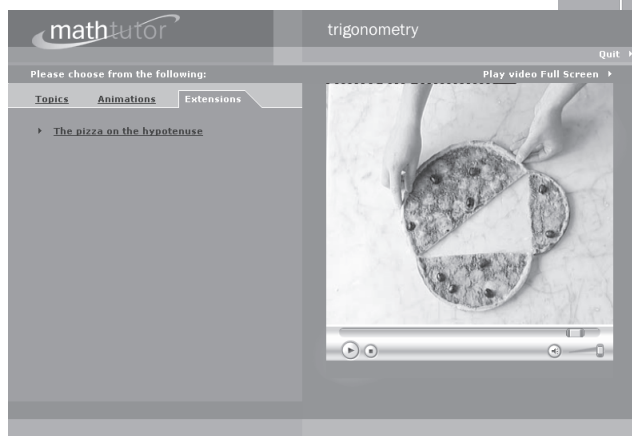 mathtutor
trigonometry
Quit
Please choose from the following:
Play video Full Screen
Topics
Animations
Extensions
The pizza on the hypotenuse